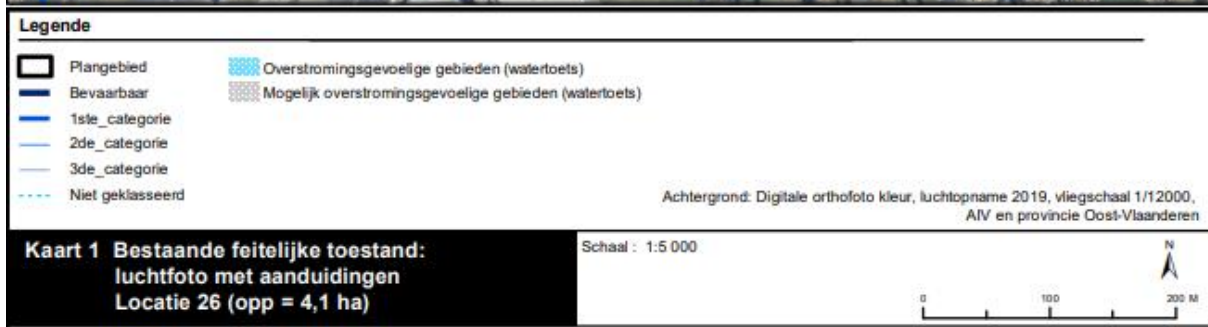 Legende
Plangebied
Bevaarbaar
1ste_categorie
2de_categorie
3de_categorie
Niet geklasseerd
Overstromingsgevoelige gebieden (watertoets)
Mogelijk overstromingsgevoelige gebieden (watertoets)
Achtergrond: Digitale orthofoto kleur, luchtopname 2019, vliegschaal 1/12000,
AIV en provincie Oost-Vlaanderen
Kaart 1 Bestaande feitelijke toestand:
luchtfoto met aanduidingen
Locatie 26 (opp = 4,1 ha)
Schaal : 1:5 000
N
0 100 200 M